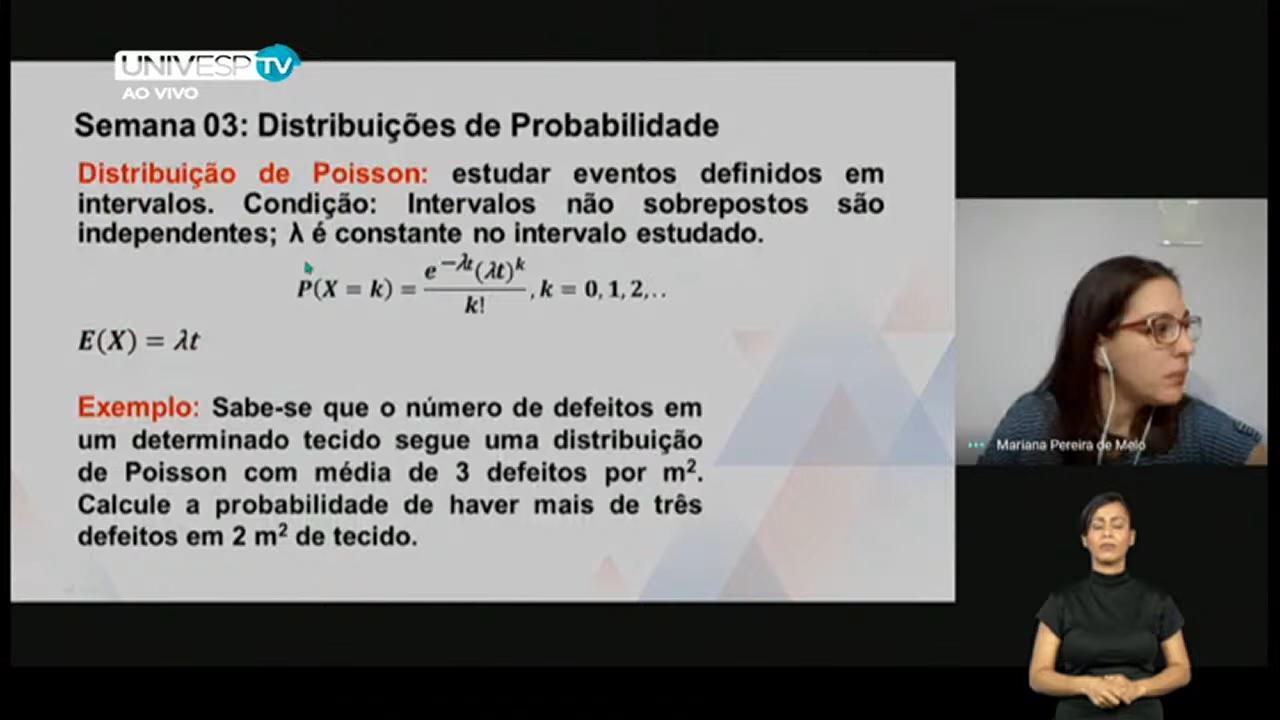 UNIVESP TV
AO VIVO
Semana 03: Distribuições de Probabilidade
Distribuição de Poisson: estudar eventos definidos em
intervalos. Condição: Intervalos não sobrepostos são
independentes; λ é constante no intervalo estudado.
P(X = k) = e^{-λt}(λt)^k / k! , k = 0, 1, 2, . .
E(X) = λt
Exemplo: Sabe-se que o número de defeitos em
um determinado tecido segue uma distribuição
de Poisson com média de 3 defeitos por m².
Calcule a probabilidade de haver mais de três
defeitos em 2 m² de tecido.
Mariana Pereira de Melo